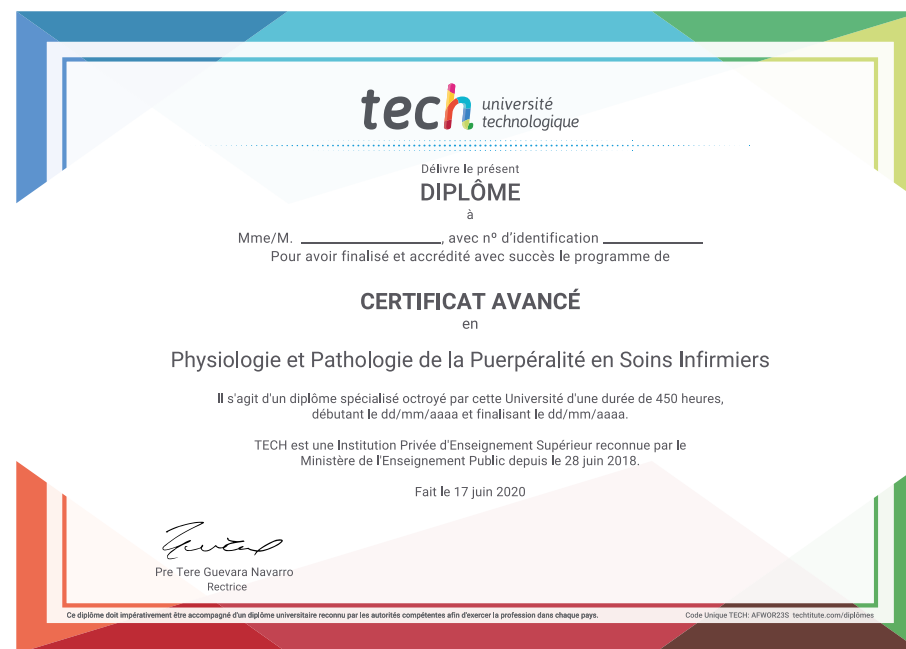 tech université
technologique
Délivre le présent
DIPLÔME
à
Mme/M. ____________________, avec nº d'identification ______________
Pour avoir finalisé et accrédité avec succès le programme de
CERTIFICAT AVANCÉ
en
Physiologie et Pathologie de la Puerpéralité en Soins Infirmiers
Il s'agit d'un diplôme spécialisé octroyé par cette Université d'une durée de 450 heures,
débutant le dd/mm/aaaa et finalisant le dd/mm/aaaa.
TECH est une Institution Privée d'Enseignement Supérieur reconnue par le
Ministère de l'Enseignement Public depuis le 28 juin 2018.
Fait le 17 juin 2020
Pre Tere Guevara Navarro
Rectrice
Ce diplôme doit impérativement être accompagné d'un diplôme universitaire reconnu par les autorités compétentes afin d'exercer la profession dans chaque pays.
Code Unique TECH: AFWOR23S techtitute.com/diplômes